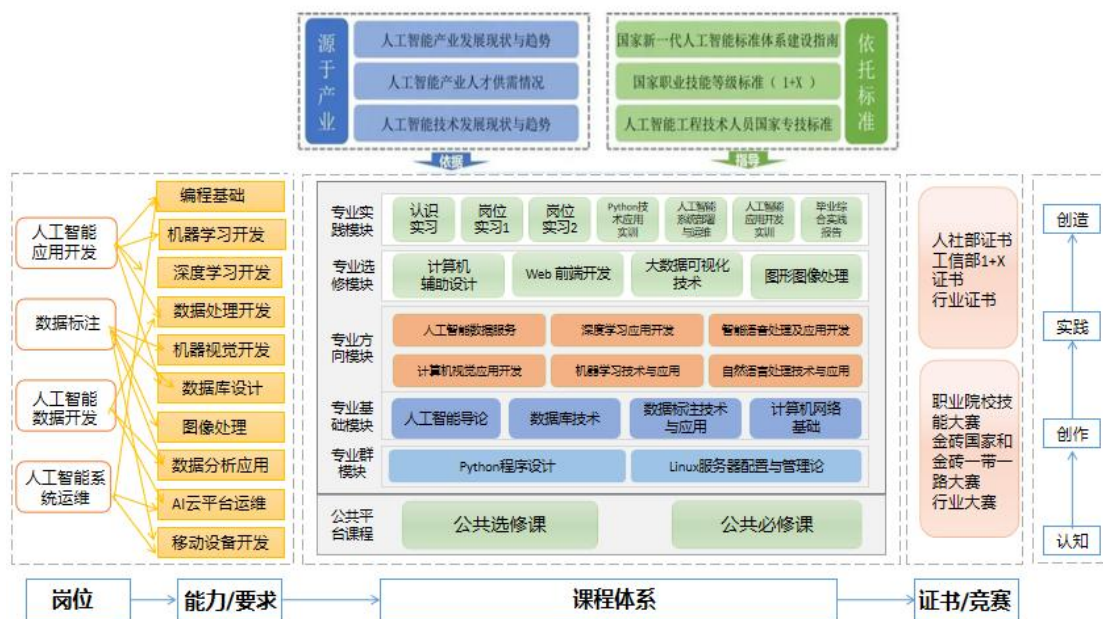 源于产业
人工智能产业发展现状与趋势
人工智能产业人才供需情况
人工智能技术发展现状与趋势
国家新一代人工智能标准体系建设指南
国家职业技能等级标准（1+X）
人工智能工程技术人员国家专技标准
依托标准
依据
指导
人工智能
应用开发
数据标注
人工智能
数据开发
人工智能系
统运维
编程基础
机器学习开发
深度学习开发
数据处理开发
机器视觉开发
数据库设计
图像处理
数据分析应用
AI云平台运维
移动设备开发
专业实
践模块
认识
实习
岗位
实习1
岗位
实习2
Python技
术应用
实训
人工智能
系统部署
与运维
人工智能
应用开发
实训
毕业综
合实践
报告
专业选
修模块
计算机
辅助设计
Web 前端开发
大数据可视化
技术
图形图像处理
专业方
向模块
人工智能数据服务
深度学习应用开发
智能语音处理及应用开发
计算机视觉应用开发
机器学习技术与应用
自然语言处理技术与应用
专业基
础模块
人工智能导论
数据库技术
数据标注技术
与应用
计算机网络
基础
专业群
模块
Python程序设计
Linux服务器配置与管理论
公共平
台课程
公共选修课
公共必修课
人社部证书
工信部1+X
证书
行业证书
职业院校技
能大赛
金砖国家和
金砖一带一
路大赛
行业大赛
创造
实践
创作
认知
岗位
能力/要求
课程体系
证书/竞赛